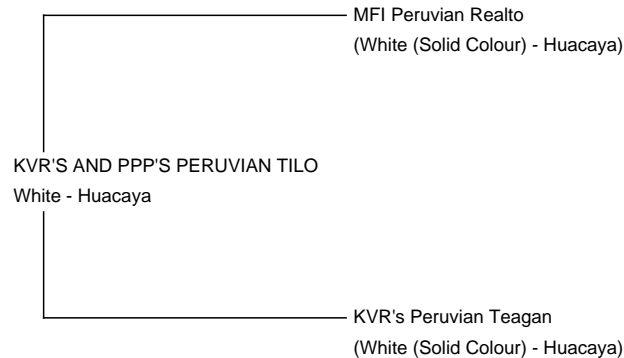 MFI Peruvian Realto
(White (Solid Colour) - Huacaya)
KVR'S AND PPP'S PERUVIAN TILO
White - Huacaya
KVR's Peruvian Teagan
(White (Solid Colour) - Huacaya)